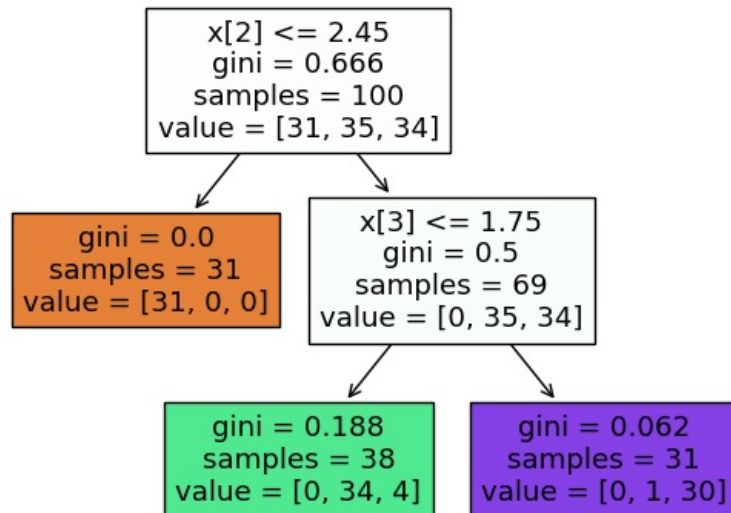 x[2] <= 2.45
gini = 0.666
samples = 100
value = [31, 35, 34]
gini = 0.0
samples = 31
value = [31, 0, 0]
x[3] <= 1.75
gini = 0.5
samples = 69
value = [0, 35, 34]
gini = 0.188
samples = 38
value = [0, 34, 4]
gini = 0.062
samples = 31
value = [0, 1, 30]